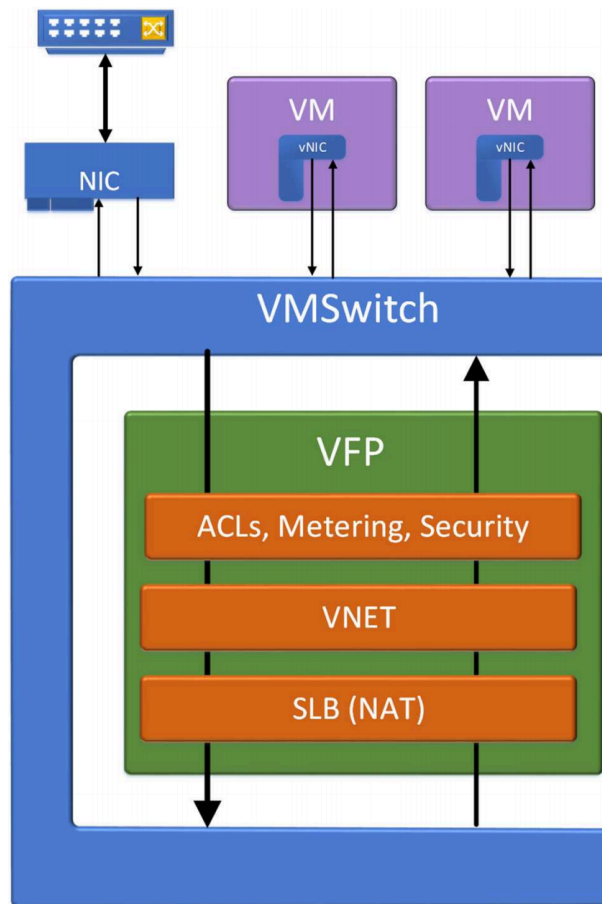 VM
VM
vNIC
vNIC
NIC
VMSwitch
VFP
ACLs, Metering, Security
VNET
SLB (NAT)